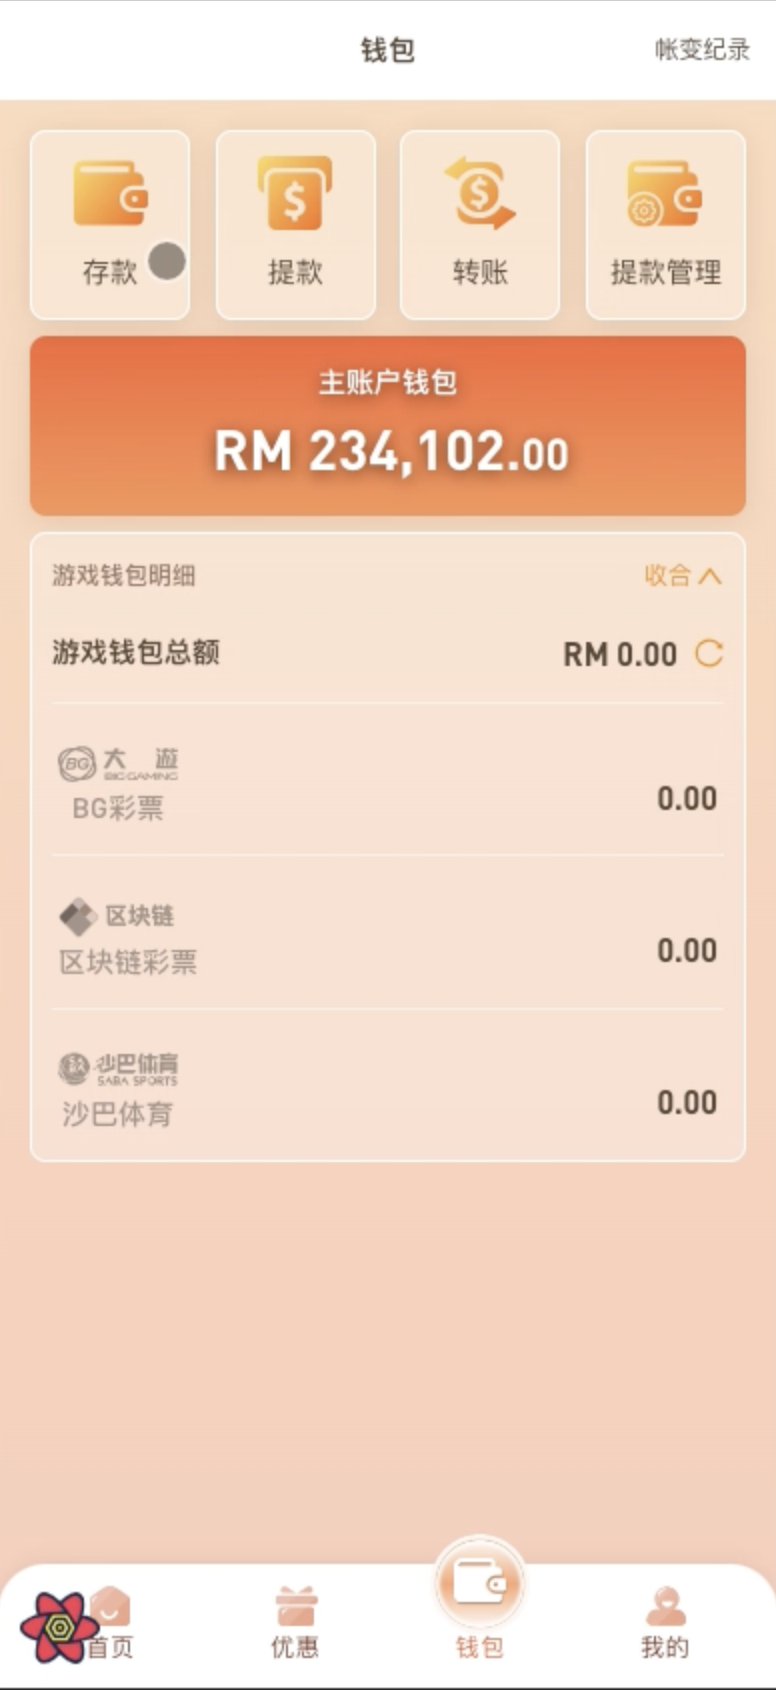 钱包
帐变纪录
存款
提款
转账
提款管理
主账户钱包
RM 234,102.00
游戏钱包明细
收合
游戏钱包总额
RM 0.00
BG 大 遊
BIG GAMING
BG彩票
0.00
区块链
区块链彩票
0.00
沙巴体育
SABA SPORTS
沙巴体育
0.00
首页
优惠
钱包
我的